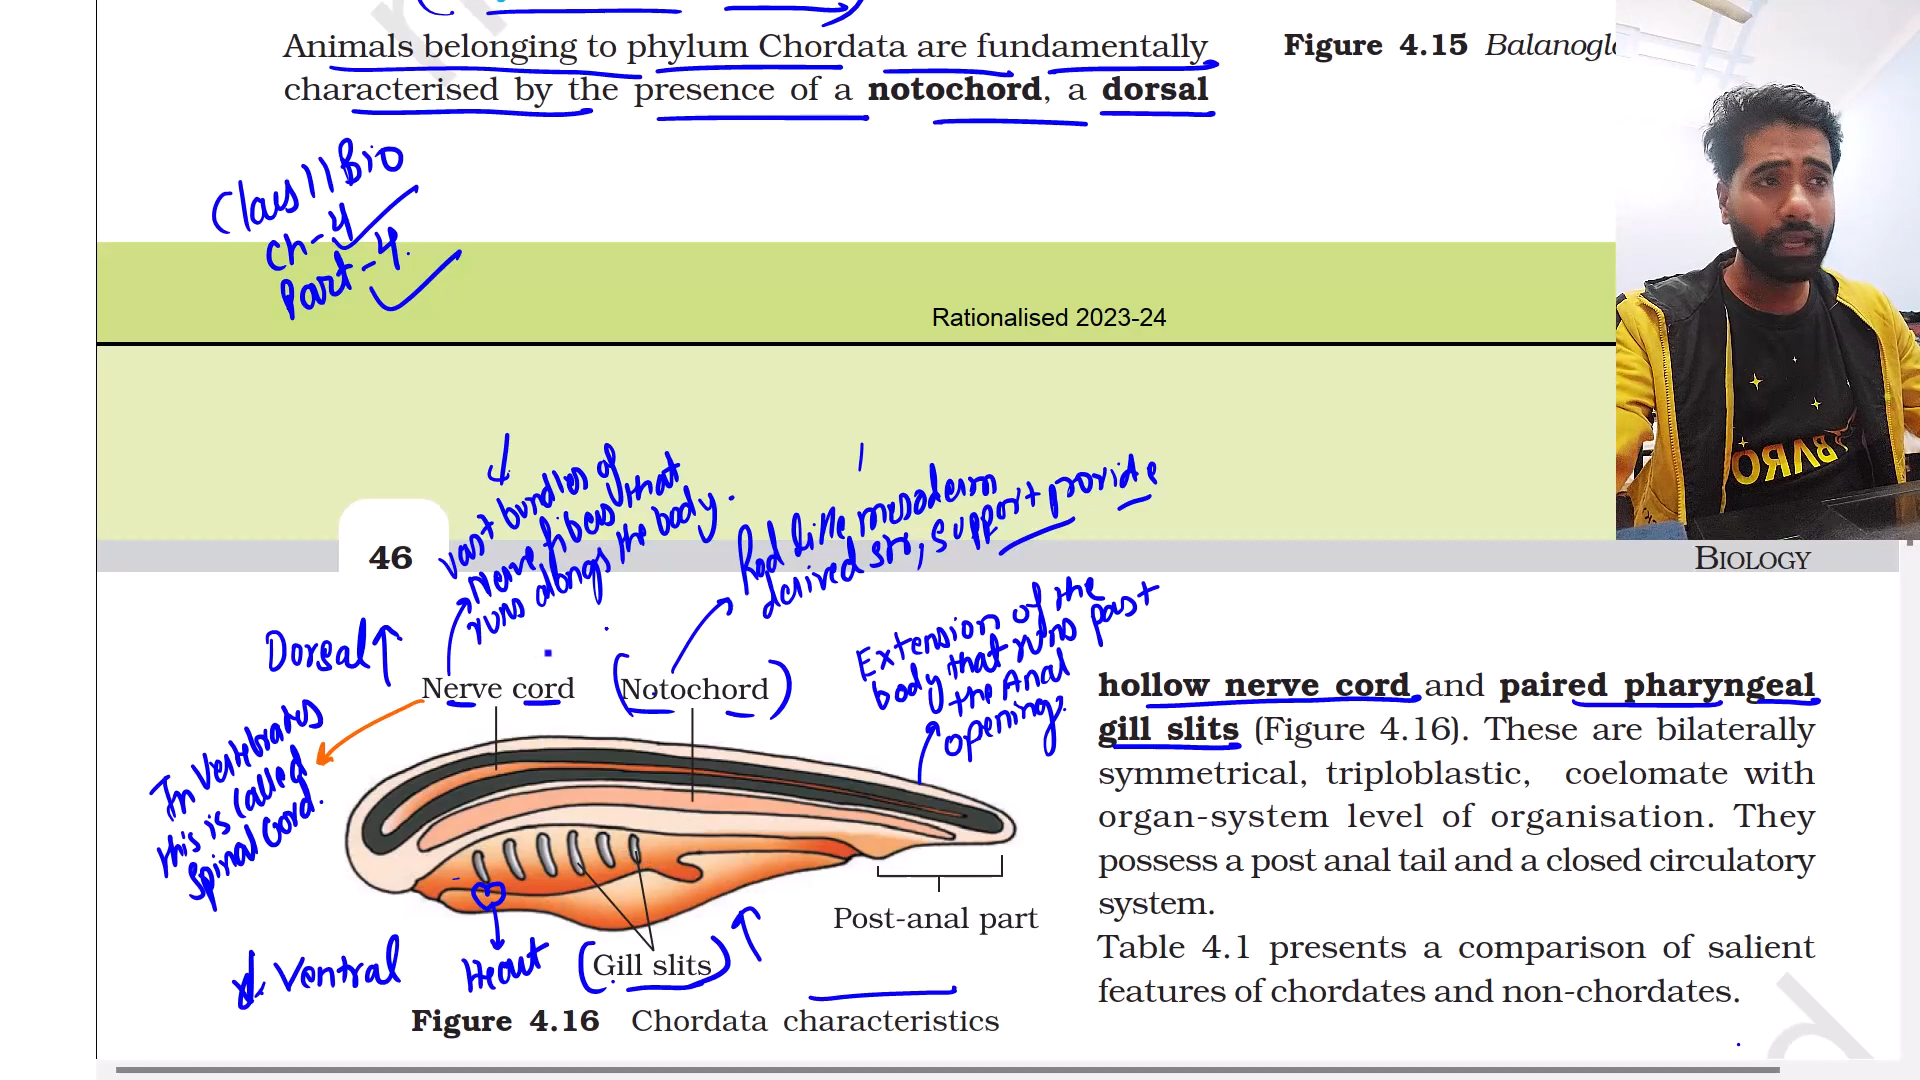 Animals belonging to phylum Chordata are fundamentally
characterised by the presence of a notochord, a dorsal
Figure 4.15 Balanoglo
Class 11 Bio
Ch-4
Part-4.
Rationalised 2023-24
46
BIOLOGY
vast bundles of
Nerve fibers that
runs alongs the body.
Rod like mesoderm
derived str, support provide
Extension of the
body that runs past
the Anal
opening.
Dorsal
Nerve cord
Notochord
In Vertebrates
this is called
Spinal Cord.
Ventral
Heart
Gill slits
Post-anal part
Figure 4.16 Chordata characteristics
hollow nerve cord and paired pharyngeal
gill slits (Figure 4.16). These are bilaterally
symmetrical, triploblastic, coelomate with
organ-system level of organisation. They
possess a post anal tail and a closed circulatory
system.
Table 4.1 presents a comparison of salient
features of chordates and non-chordates.